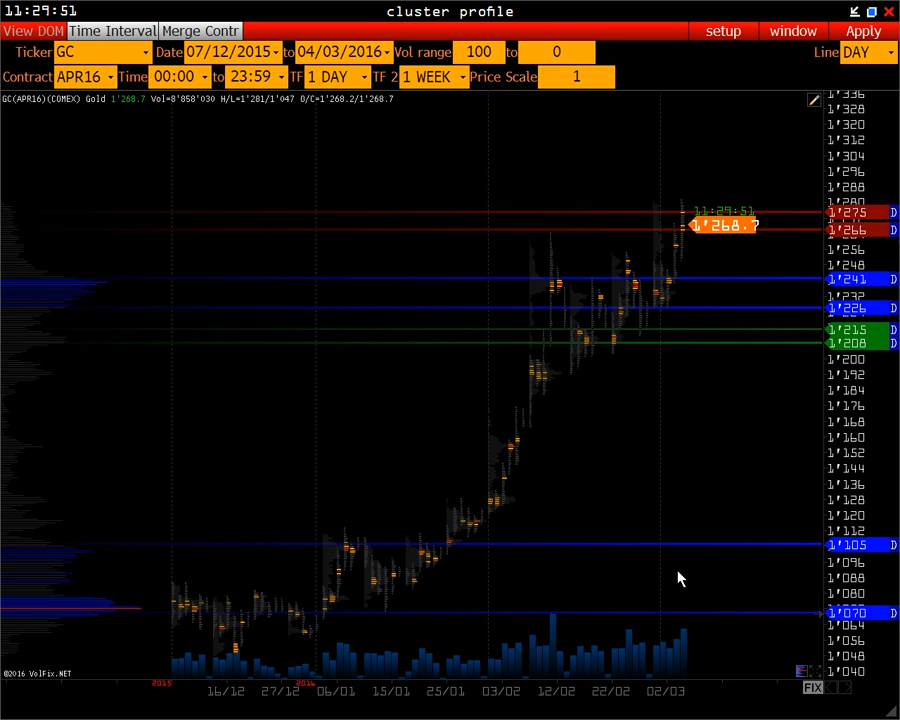 11:29:51 cluster profile
View DOM Time Interval Merge Contr setup window Apply
Ticker GC Date 07/12/2015 to 04/03/2016 Vol range 100 to 0 Line DAY
Contract APR16 Time 00:00 to 23:59 TF 1 DAY TF 2 1 WEEK Price Scale 1
GC(APR16)(COMEX) Gold 1'268.7 Vol=8'858'030 H/L=1'281/1'047 O/C=1'268.2/1'268.7
1'336
1'328
1'320
1'312
1'304
1'296
1'288
1'280
11:29:51 1'275 D
1'268.7
1'266 D
1'256
1'248
1'241 D
1'232
1'226 D
1'215 D
1'208 D
1'200
1'192
1'184
1'176
1'168
1'160
1'152
1'144
1'136
1'128
1'120
1'112
1'105 D
1'096
1'088
1'080
1'070 D
1'064
1'056
1'048
©2016 VolFix.NET 1'040
2015 2016 FIX
16/12 27/12 06/01 15/01 25/01 03/02 12/02 22/02 02/03